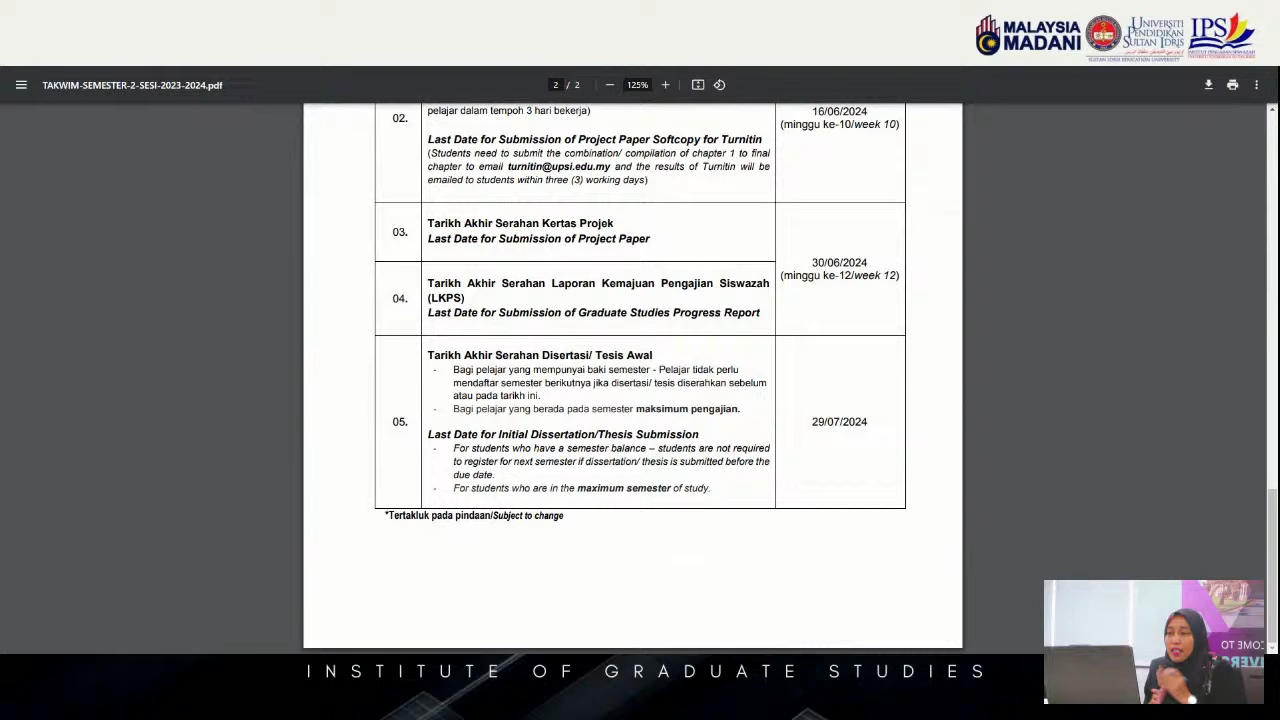 MALAYSIA
MADANI
UNIVERSITI
PENDIDIKAN
SULTAN IDRIS
SULTAN IDRIS EDUCATION UNIVERSITY
IPS
TAKWIM-SEMESTER-2-SESI-2023-2024.pdf
2 / 2
125%
pelajar dalam tempoh 3 hari bekerja)
02.
16/06/2024
(minggu ke-10/week 10)
Last Date for Submission of Project Paper Softcopy for Turnitin
(Students need to submit the combination/ compilation of chapter 1 to final
chapter to email turnitin@upsi.edu.my and the results of Turnitin will be
emailed to students within three (3) working days)
03.
Tarikh Akhir Serahan Kertas Projek
Last Date for Submission of Project Paper
30/06/2024
(minggu ke-12/week 12)
04.
Tarikh Akhir Serahan Laporan Kemajuan Pengajian Siswazah
(LKPS)
Last Date for Submission of Graduate Studies Progress Report
05.
Tarikh Akhir Serahan Disertasi/ Tesis Awal
- Bagi pelajar yang mempunyai baki semester - Pelajar tidak perlu
mendaftar semester berikutnya jika disertasi/ tesis diserahkan sebelum
atau pada tarikh ini.
- Bagi pelajar yang berada pada semester maksimum pengajian.
Last Date for Initial Dissertation/Thesis Submission
- For students who have a semester balance – students are not required
to register for next semester if dissertation/ thesis is submitted before the
due date.
- For students who are in the maximum semester of study.
29/07/2024
*Tertakluk pada pindaan/Subject to change
INSTITUTE OF GRADUATE STUDIES